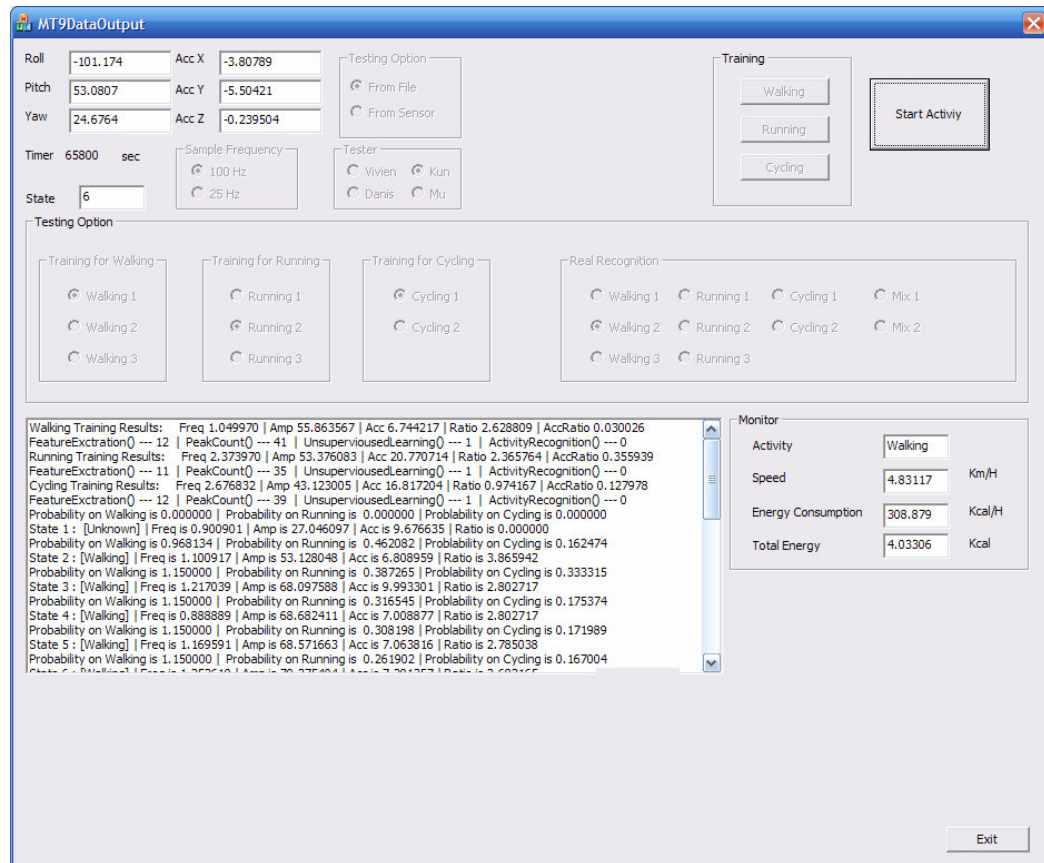 MT9DataOutput
Roll -101.174 Acc X -3.80789
Pitch 53.0807 Acc Y -5.50421
Yaw 24.6764 Acc Z -0.239504
Testing Option
From File
From Sensor
Training
Walking
Running
Cycling
Start Activiy
Timer 65800 sec
State 6
Sample Frequency
100 Hz
25 Hz
Tester
Vivien Kun
Danis Mu
Testing Option
Training for Walking
Walking 1
Walking 2
Walking 3
Training for Running
Running 1
Running 2
Running 3
Training for Cycling
Cycling 1
Cycling 2
Real Recognition
Walking 1 Running 1 Cycling 1 Mix 1
Walking 2 Running 2 Cycling 2 Mix 2
Walking 3 Running 3
Walking Training Results: Freq 1.049970 | Amp 55.863567 | Acc 6.744217 | Ratio 2.628809 | AccRatio 0.030026
FeatureExctration() --- 12 | PeakCount() --- 41 | UnsuperviousedLearning() --- 1 | ActivityRecognition() --- 0
Running Training Results: Freq 2.373970 | Amp 53.376083 | Acc 20.770714 | Ratio 2.365764 | AccRatio 0.355939
FeatureExctration() --- 11 | PeakCount() --- 35 | UnsuperviousedLearning() --- 1 | ActivityRecognition() --- 0
Cycling Training Results: Freq 2.676832 | Amp 43.123005 | Acc 16.817204 | Ratio 0.974167 | AccRatio 0.127978
FeatureExctration() --- 12 | PeakCount() --- 39 | UnsuperviousedLearning() --- 1 | ActivityRecognition() --- 0
Probability on Walking is 0.000000 | Probability on Running is 0.000000 | Problability on Cycling is 0.000000
State 1 : [Unknown] | Freq is 0.900901 | Amp is 27.046097 | Acc is 9.676635 | Ratio is 0.000000
Probability on Walking is 0.968134 | Probability on Running is 0.462082 | Problability on Cycling is 0.162474
State 2 : [Walking] | Freq is 1.100917 | Amp is 53.128048 | Acc is 6.808959 | Ratio is 3.865942
Probability on Walking is 1.150000 | Probability on Running is 0.387265 | Problability on Cycling is 0.333315
State 3 : [Walking] | Freq is 1.217039 | Amp is 68.097588 | Acc is 9.993301 | Ratio is 2.802717
Probability on Walking is 1.150000 | Probability on Running is 0.316545 | Problability on Cycling is 0.175374
State 4 : [Walking] | Freq is 0.888889 | Amp is 68.682411 | Acc is 7.008877 | Ratio is 2.802717
Probability on Walking is 1.150000 | Probability on Running is 0.308198 | Problability on Cycling is 0.171989
State 5 : [Walking] | Freq is 1.169591 | Amp is 68.571663 | Acc is 7.063816 | Ratio is 2.785038
Probability on Walking is 1.150000 | Probability on Running is 0.261902 | Problability on Cycling is 0.167004
Monitor
Activity Walking
Speed 4.83117 Km/H
Energy Consumption 308.879 Kcal/H
Total Energy 4.03306 Kcal
Exit